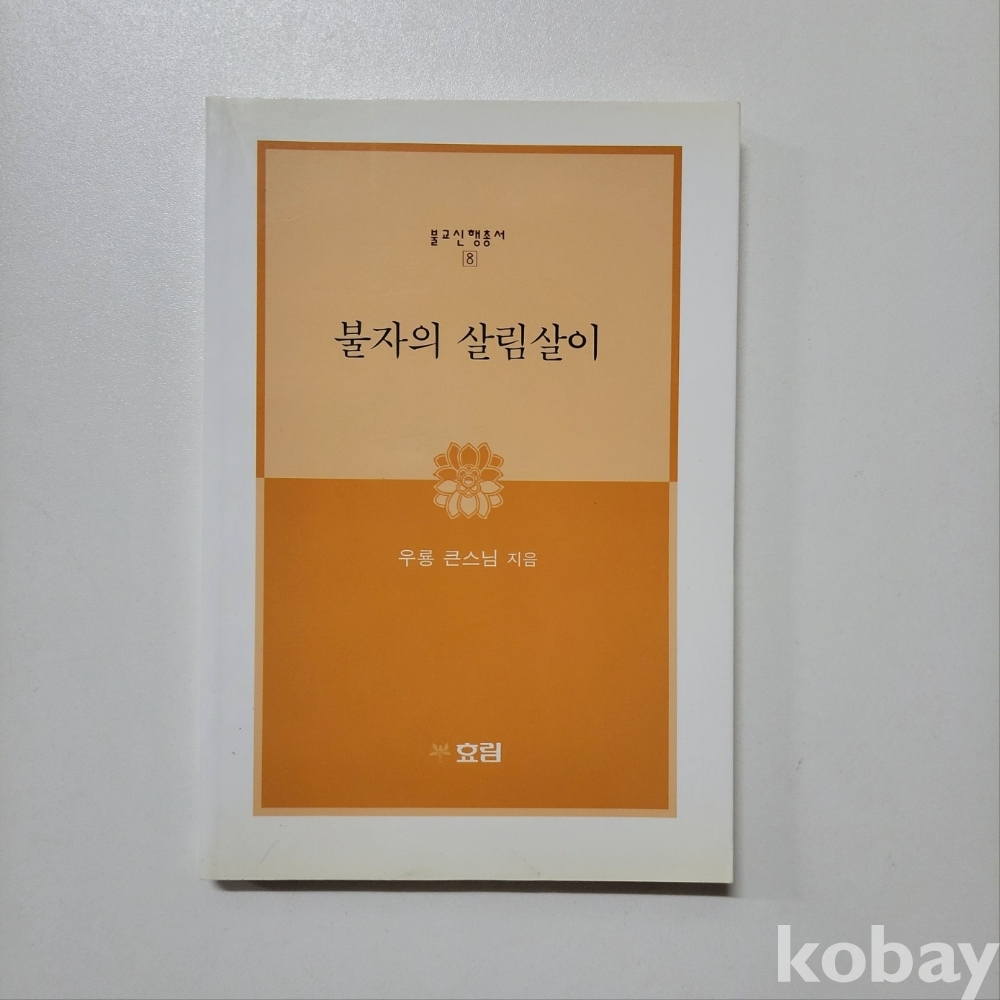 불교신행총서
8
불자의 살림살이
우룡 큰스님 지음
효림
kobay